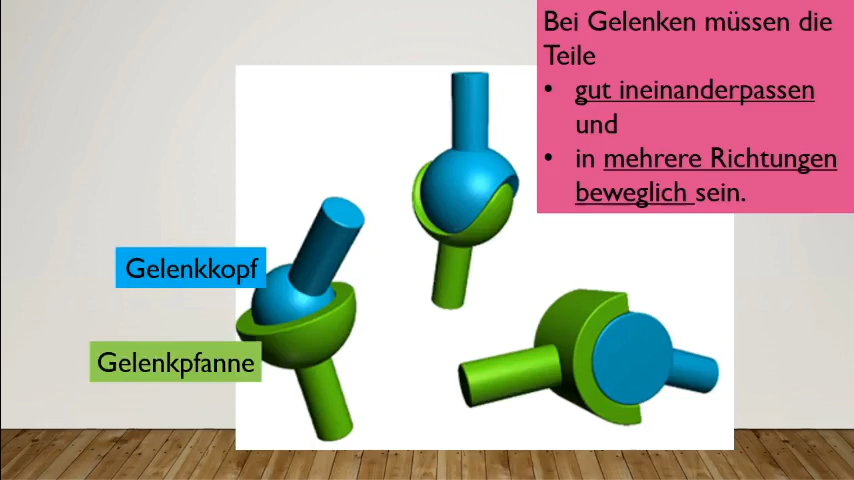 Bei Gelenken müssen die
Teile
• gut ineinanderpassen
und
• in mehrere Richtungen
beweglich sein.
Gelenkkopf
Gelenkpfanne